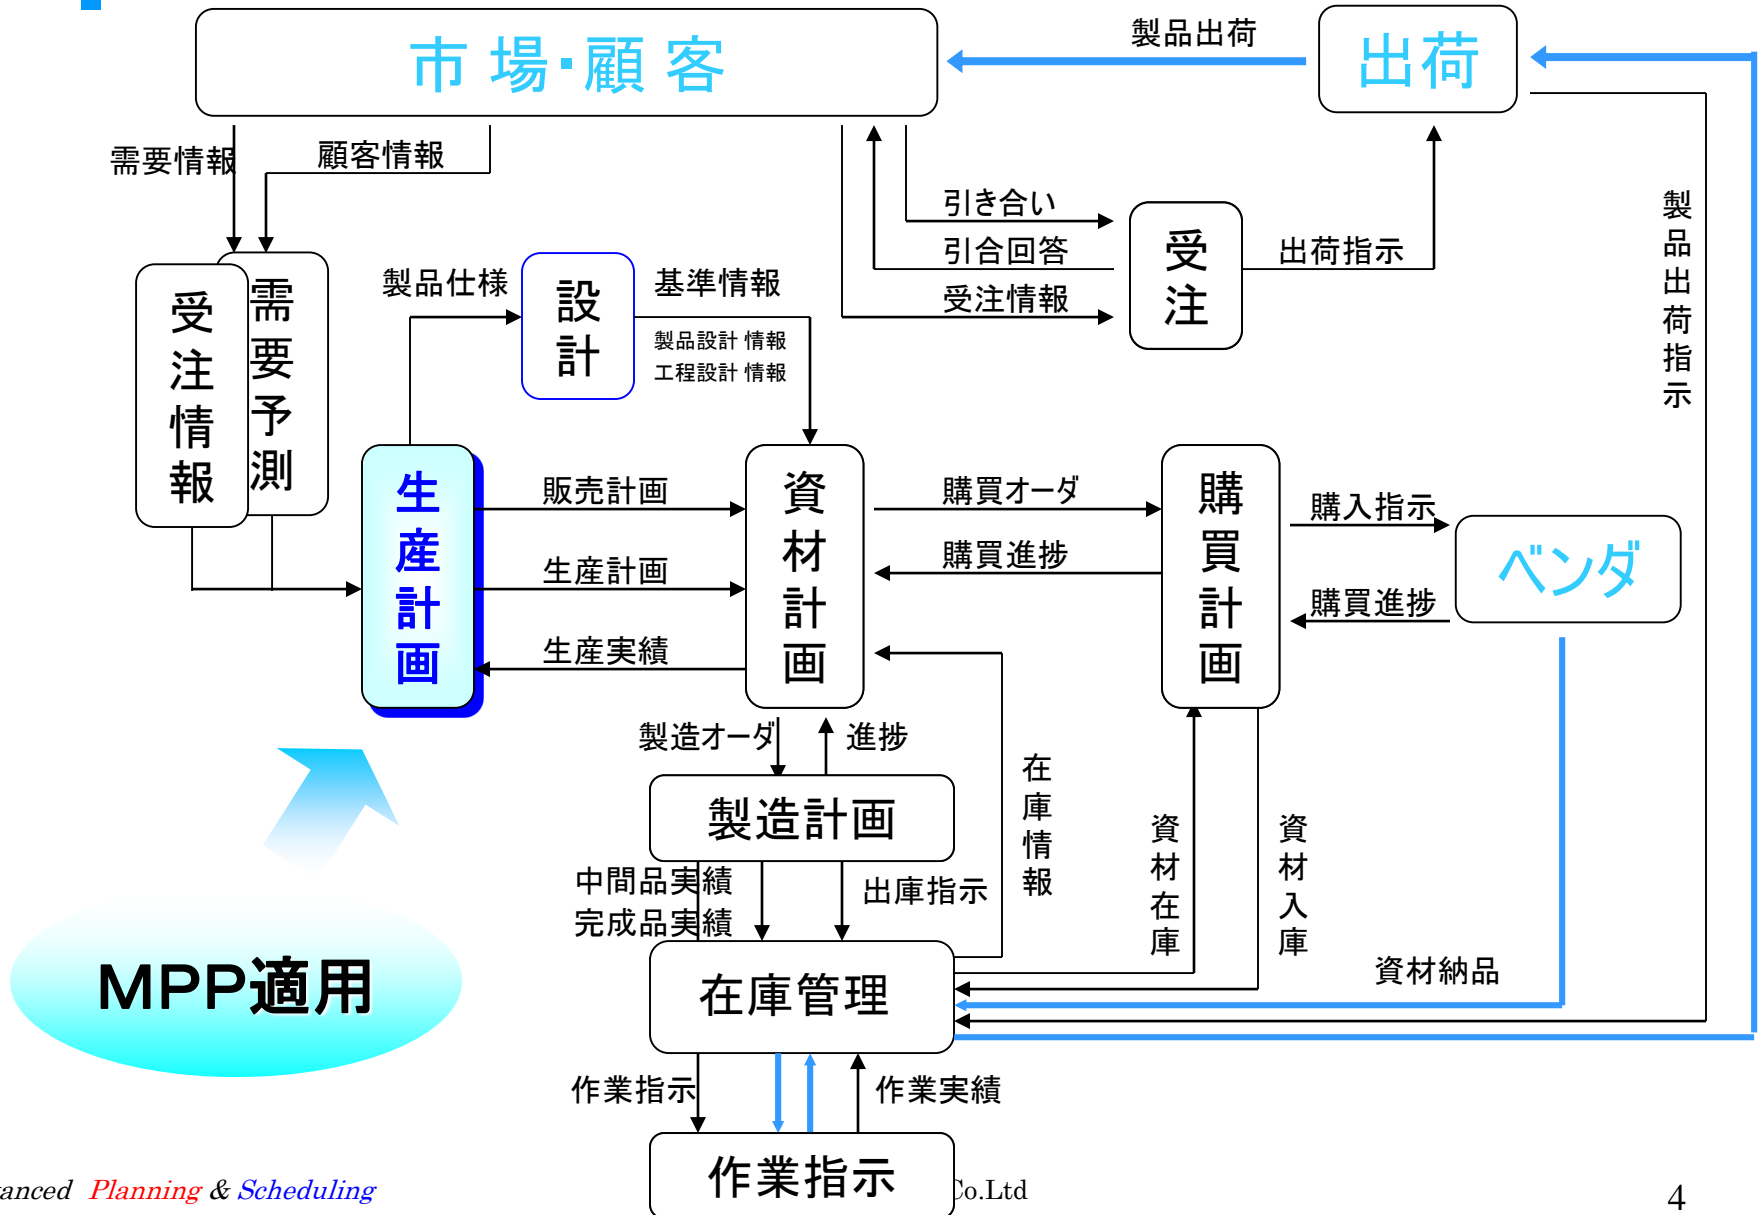 市 場・顧 客
製品出荷
出荷
需要情報
顧客情報
引き合い
引合回答
受注情報
受注
出荷指示
製品出荷指示
受注情報
需要予測
製品仕様
設計
基準情報
製品設計 情報
工程設計 情報
生産計画
販売計画
生産計画
生産実績
資材計画
購買オーダ
購買進捗
購買計画
購入指示
購買進捗
ベンダ
製造オーダ
進捗
製造計画
在庫情報
資材在庫
資材入庫
中間品実績
完成品実績
出庫指示
在庫管理
資材納品
MPP適用
作業指示
作業実績
作業指示
anced Planning & Scheduling
Co.Ltd
4